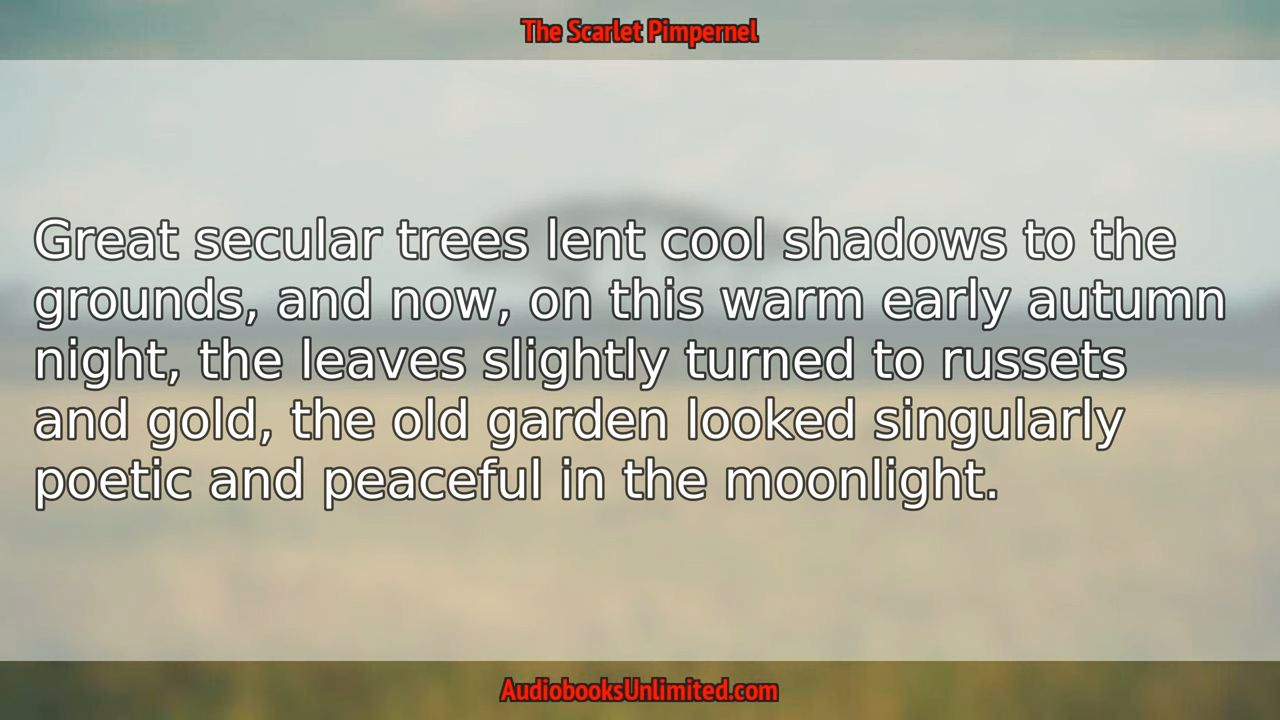 The Scarlet Pimpernel
Great secular trees lent cool shadows to the
grounds, and now, on this warm early autumn
night, the leaves slightly turned to russets
and gold, the old garden looked singularly
poetic and peaceful in the moonlight.
AudiobooksUnlimited.com